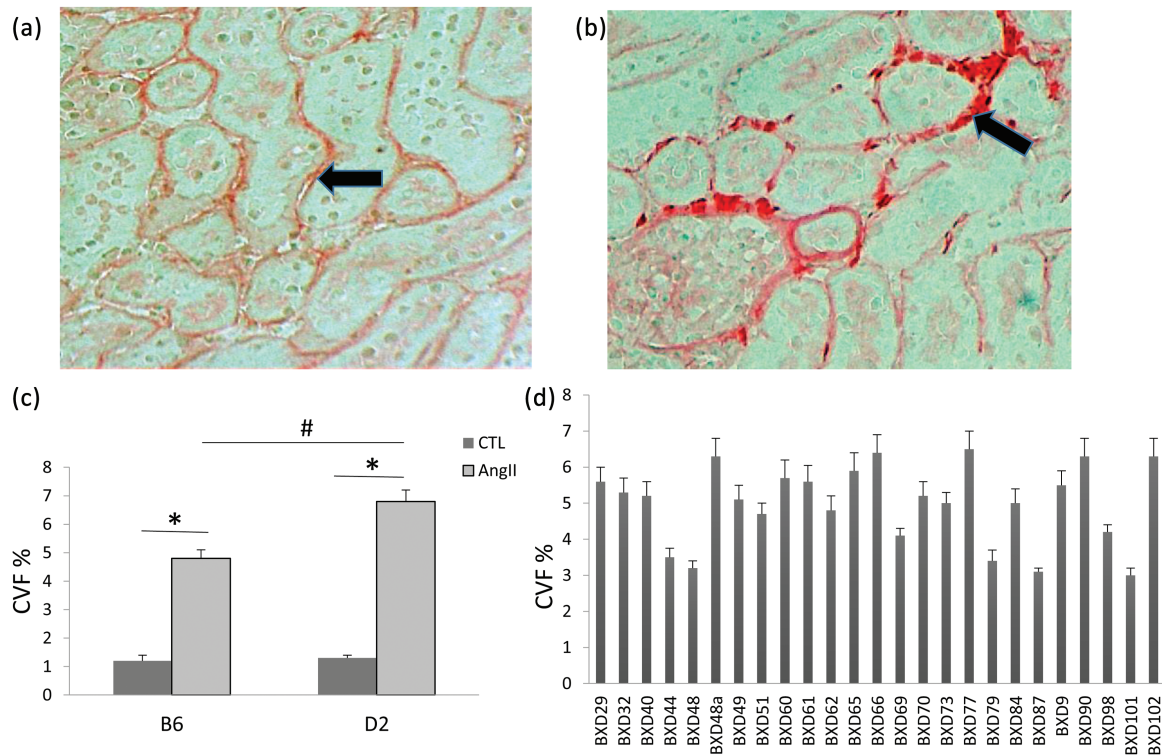 (a)
(b)
(c)
#
CTL
AngII
*
*
8
7
6
5
4
3
2
1
0
CVF %
B6
D2
(d)
8
7
6
5
4
3
2
1
0
CVF %
BXD29
BXD32
BXD40
BXD44
BXD48
BXD48a
BXD49
BXD51
BXD60
BXD61
BXD62
BXD65
BXD66
BXD69
BXD70
BXD73
BXD77
BXD79
BXD84
BXD87
BXD9
BXD90
BXD98
BXD101
BXD102